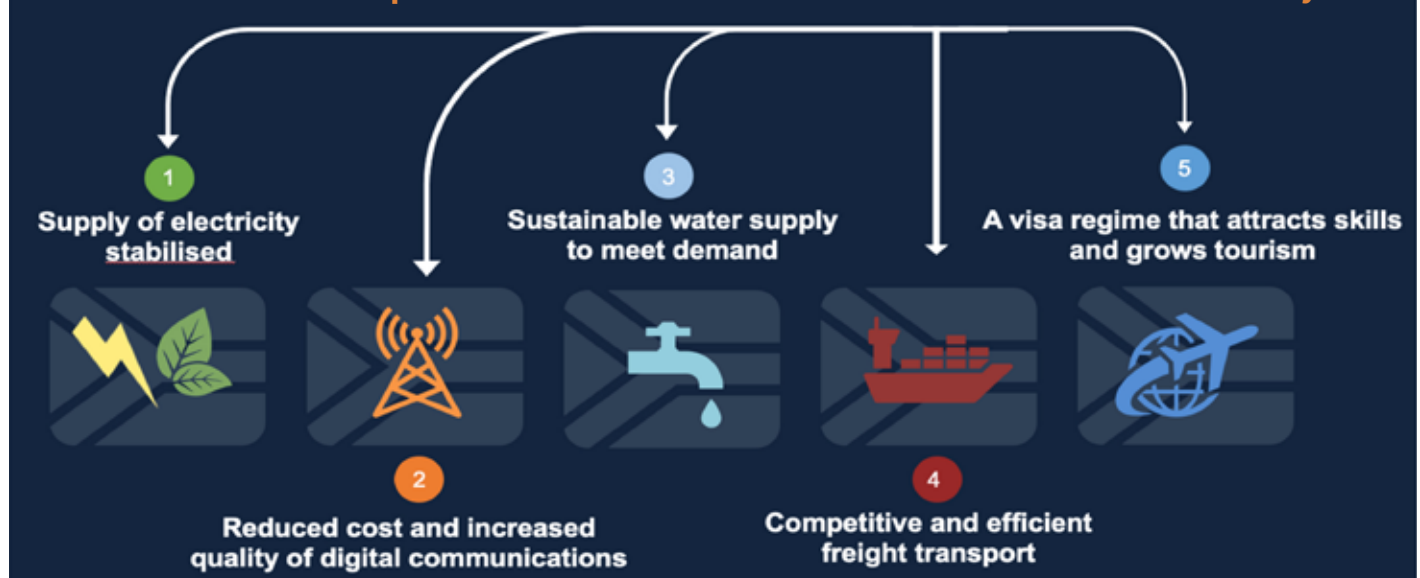 1
Supply of electricity
stabilised
2
Reduced cost and increased
quality of digital communications
3
Sustainable water supply
to meet demand
4
Competitive and efficient
freight transport
5
A visa regime that attracts skills
and grows tourism